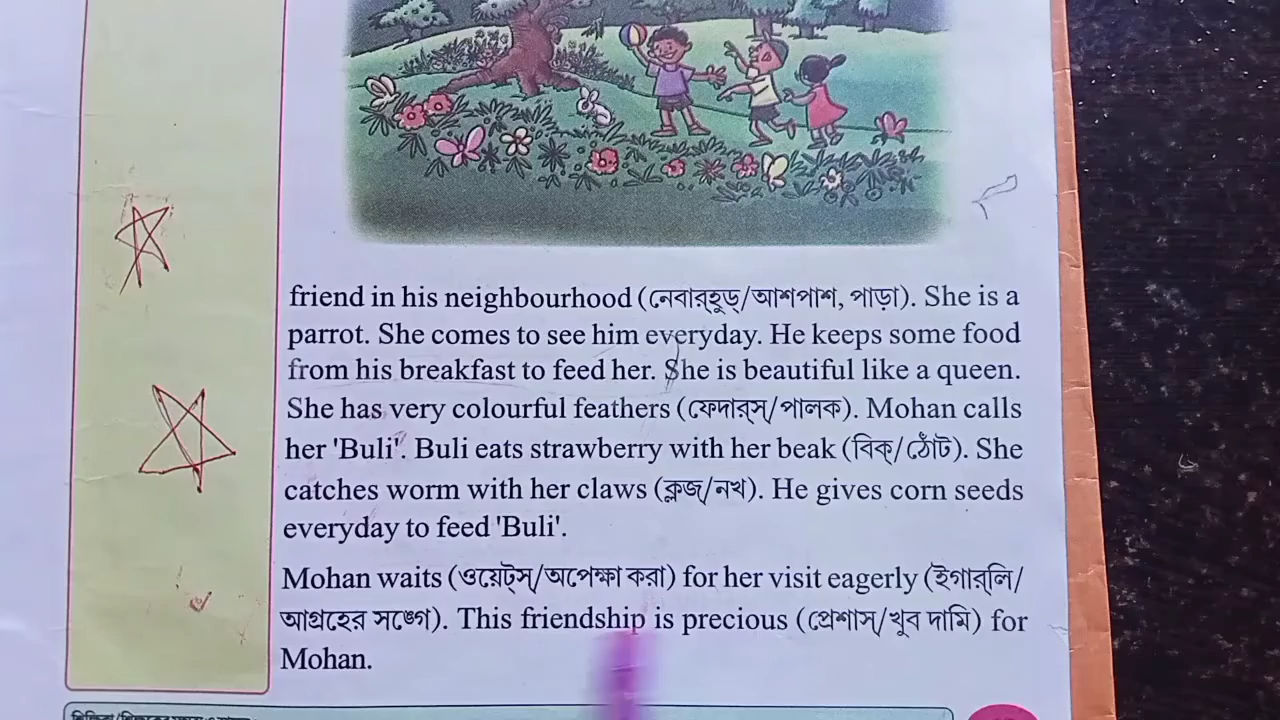 friend in his neighbourhood (নেবার্‌হুড্/আশপাশ, পাড়া). She is a
parrot. She comes to see him everyday. He keeps some food
from his breakfast to feed her. She is beautiful like a queen.
She has very colourful feathers (ফেদার্‌স্/পালক). Mohan calls
her 'Buli'. Buli eats strawberry with her beak (বিক্/ঠোঁট). She
catches worm with her claws (ক্লজ্/নখ). He gives corn seeds
everyday to feed 'Buli'.
Mohan waits (ওয়েট্‌স্/অপেক্ষা করা) for her visit eagerly (ইগার্‌লি/
আগ্রহের সঙ্গে). This friendship is precious (প্রেশাস্/খুব দামি) for
Mohan.